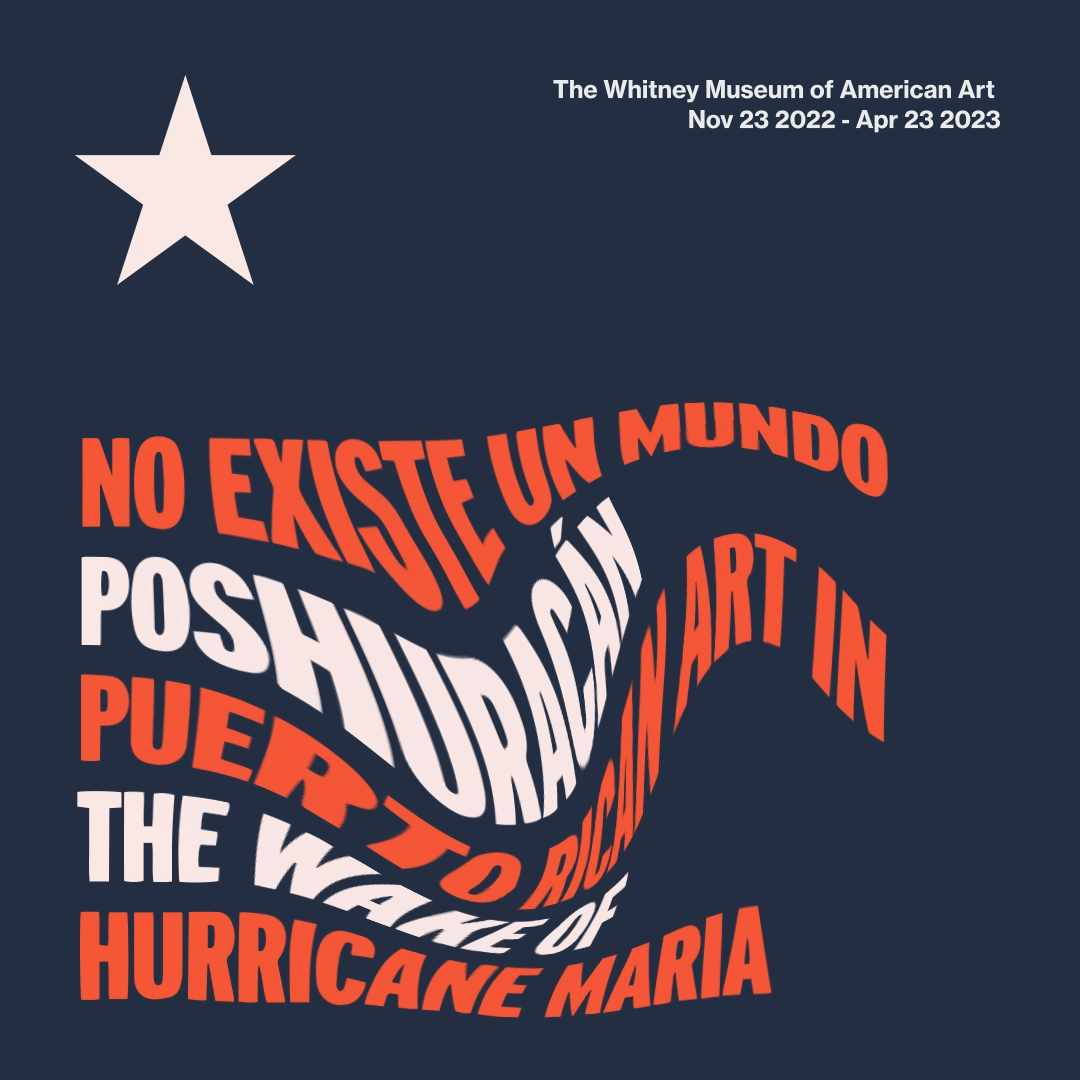 The Whitney Museum of American Art
Nov 23 2022 - Apr 23 2023
NO EXISTE UN MUNDO
POSHURACÁN
PUERTO RICAN ART IN
THE WAKE OF
HURRICANE MARIA